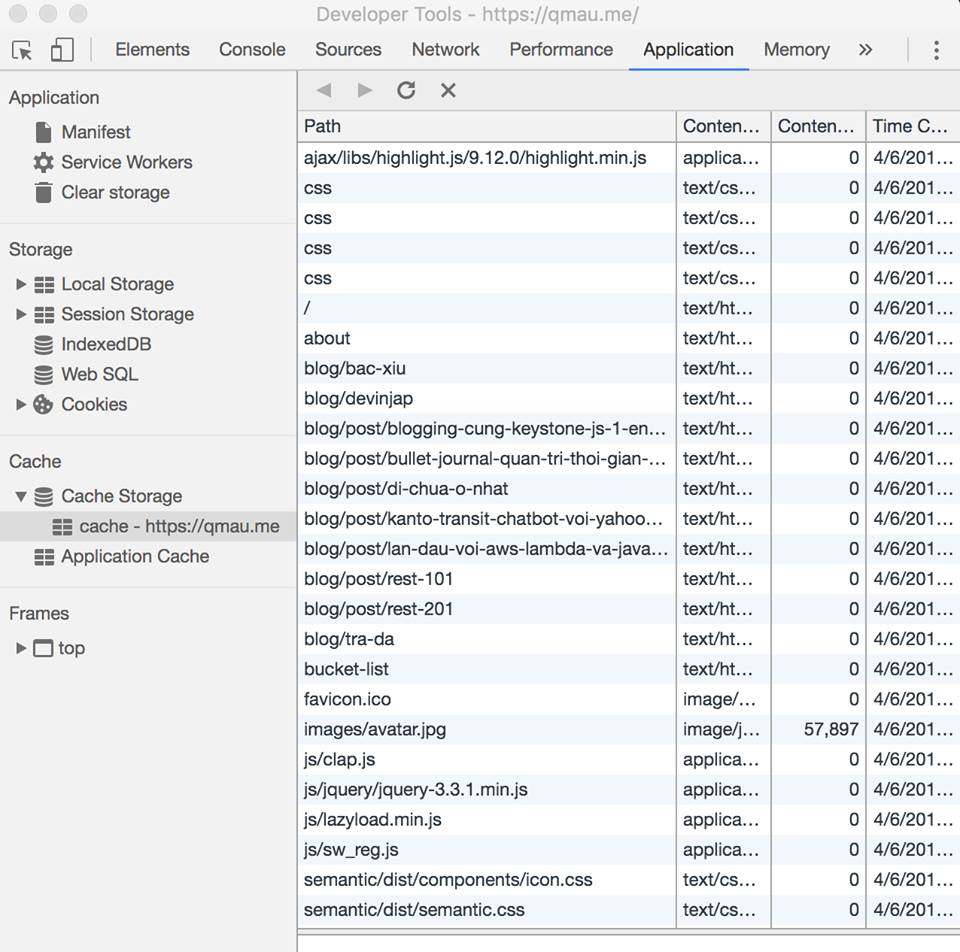 Developer Tools - https://qmau.me/
Elements Console Sources Network Performance Application Memory »
Application
Manifest
Service Workers
Clear storage
Storage
Local Storage
Session Storage
IndexedDB
Web SQL
Cookies
Cache
Cache Storage
cache - https://qmau.me
Application Cache
Frames
top
Path Conten... Conten... Time C...
ajax/libs/highlight.js/9.12.0/highlight.min.js applica... 0 4/6/201...
css text/cs... 0 4/6/201...
css text/cs... 0 4/6/201...
css text/cs... 0 4/6/201...
css text/cs... 0 4/6/201...
/ text/ht... 0 4/6/201...
about text/ht... 0 4/6/201...
blog/bac-xiu text/ht... 0 4/6/201...
blog/devinjap text/ht... 0 4/6/201...
blog/post/blogging-cung-keystone-js-1-en... text/ht... 0 4/6/201...
blog/post/bullet-journal-quan-tri-thoi-gian-... text/ht... 0 4/6/201...
blog/post/di-chua-o-nhat text/ht... 0 4/6/201...
blog/post/kanto-transit-chatbot-voi-yahoo... text/ht... 0 4/6/201...
blog/post/lan-dau-voi-aws-lambda-va-java... text/ht... 0 4/6/201...
blog/post/rest-101 text/ht... 0 4/6/201...
blog/post/rest-201 text/ht... 0 4/6/201...
blog/tra-da text/ht... 0 4/6/201...
bucket-list text/ht... 0 4/6/201...
favicon.ico image/... 0 4/6/201...
images/avatar.jpg image/j... 57,897 4/6/201...
js/clap.js applica... 0 4/6/201...
js/jquery/jquery-3.3.1.min.js applica... 0 4/6/201...
js/lazyload.min.js applica... 0 4/6/201...
js/sw_reg.js applica... 0 4/6/201...
semantic/dist/components/icon.css text/cs... 0 4/6/201...
semantic/dist/semantic.css text/cs... 0 4/6/201...